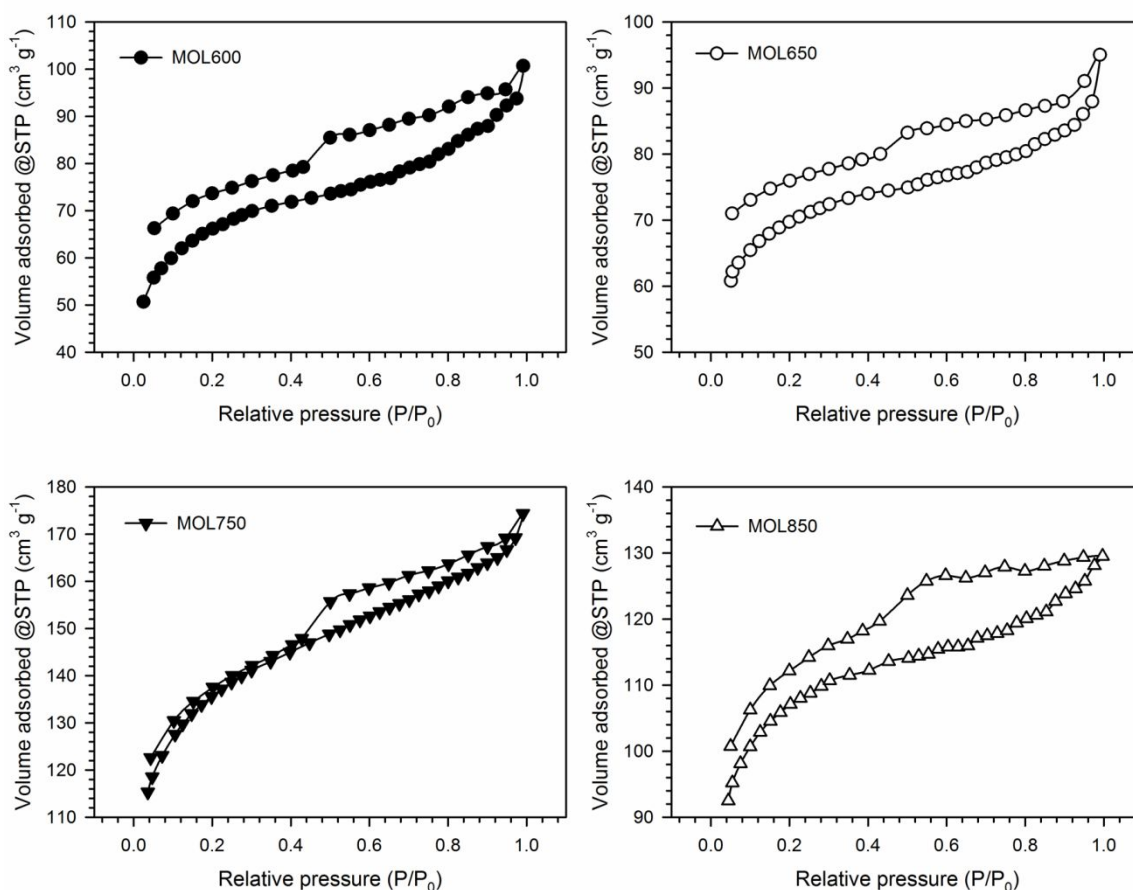 MOL600
Volume adsorbed @STP (cm³ g⁻¹)
110
100
90
80
70
60
50
40
0.0 0.2 0.4 0.6 0.8 1.0
Relative pressure (P/P₀)
MOL650
Volume adsorbed @STP (cm³ g⁻¹)
100
90
80
70
60
50
0.0 0.2 0.4 0.6 0.8 1.0
Relative pressure (P/P₀)
MOL750
Volume adsorbed @STP (cm³ g⁻¹)
180
170
160
150
140
130
120
110
0.0 0.2 0.4 0.6 0.8 1.0
Relative pressure (P/P₀)
MOL850
Volume adsorbed @STP (cm³ g⁻¹)
140
130
120
110
100
90
0.0 0.2 0.4 0.6 0.8 1.0
Relative pressure (P/P₀)